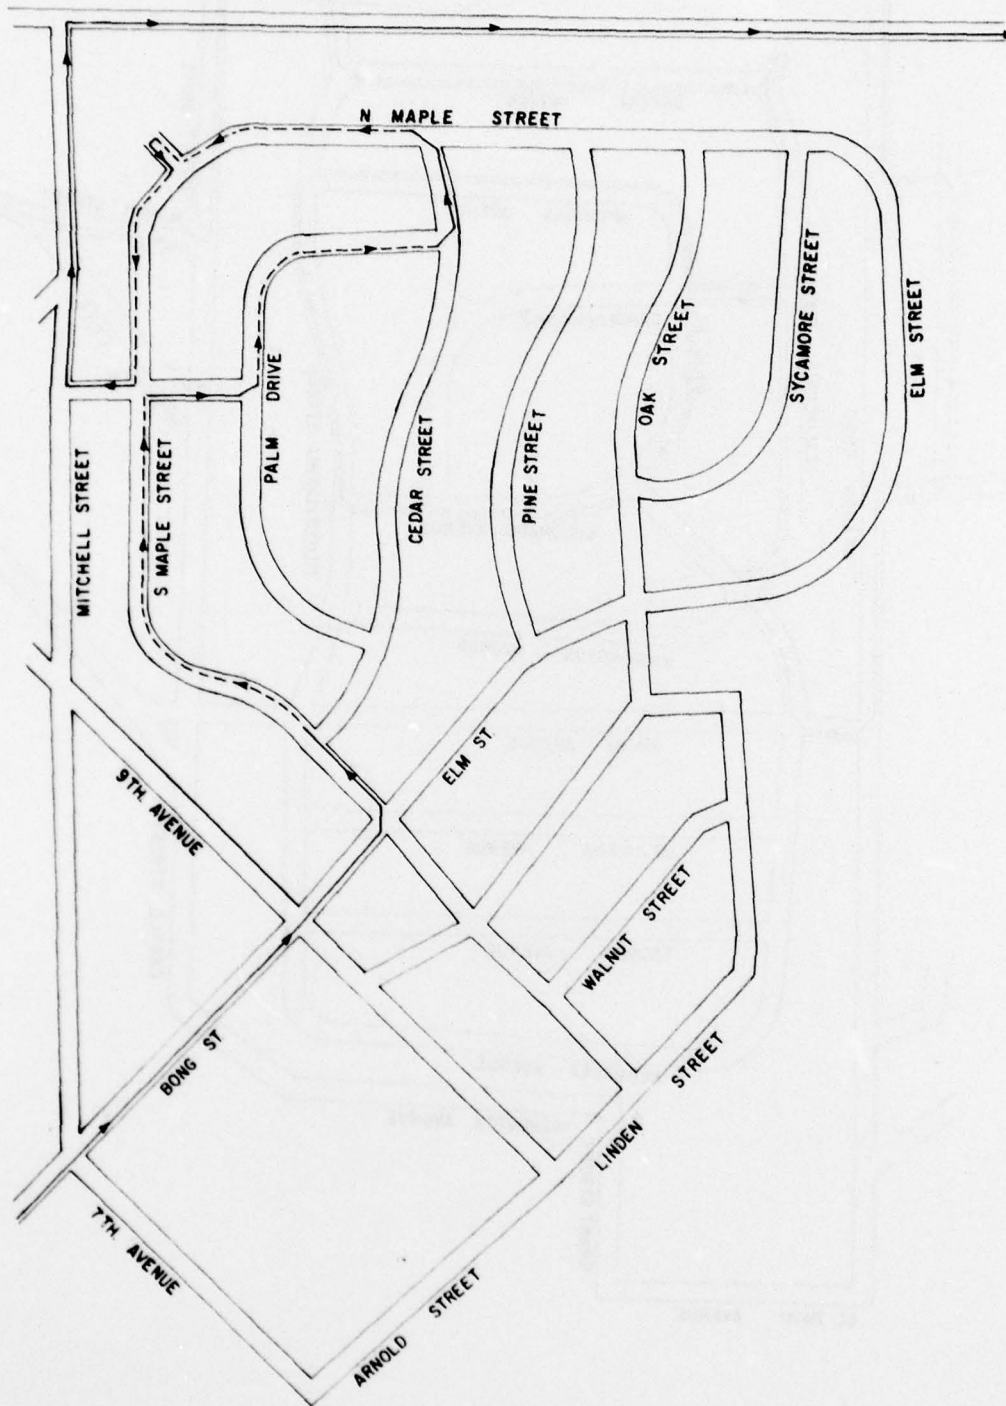 N MAPLE STREET
SYCAMORE STREET
ELM STREET
OAK STREET
PALM DRIVE
CEDAR STREET
PINE STREET
MITCHELL STREET
S MAPLE STREET
ELM ST
9TH. AVENUE
WALNUT STREET
BONG ST
LINDEN STREET
7TH. AVENUE
ARNOLD STREET